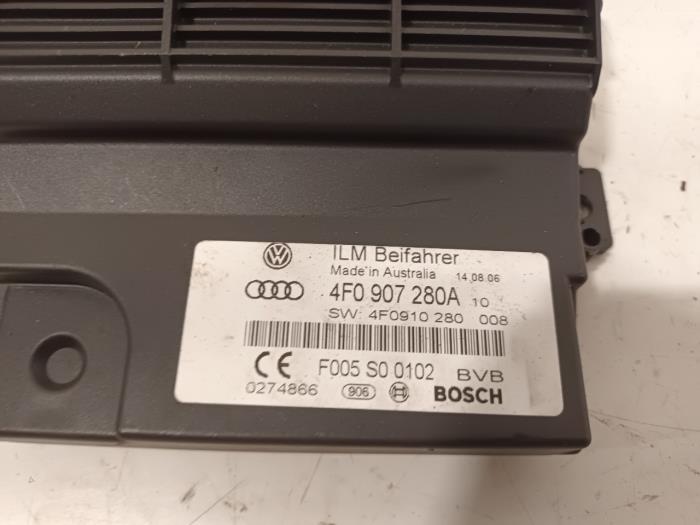 ILM Beifahrer
Made in Australia 14.08.06
4F0 907 280A 10
SW: 4F0910 280 008
CE F005 S0 0102 BVB
0274866 906 BOSCH